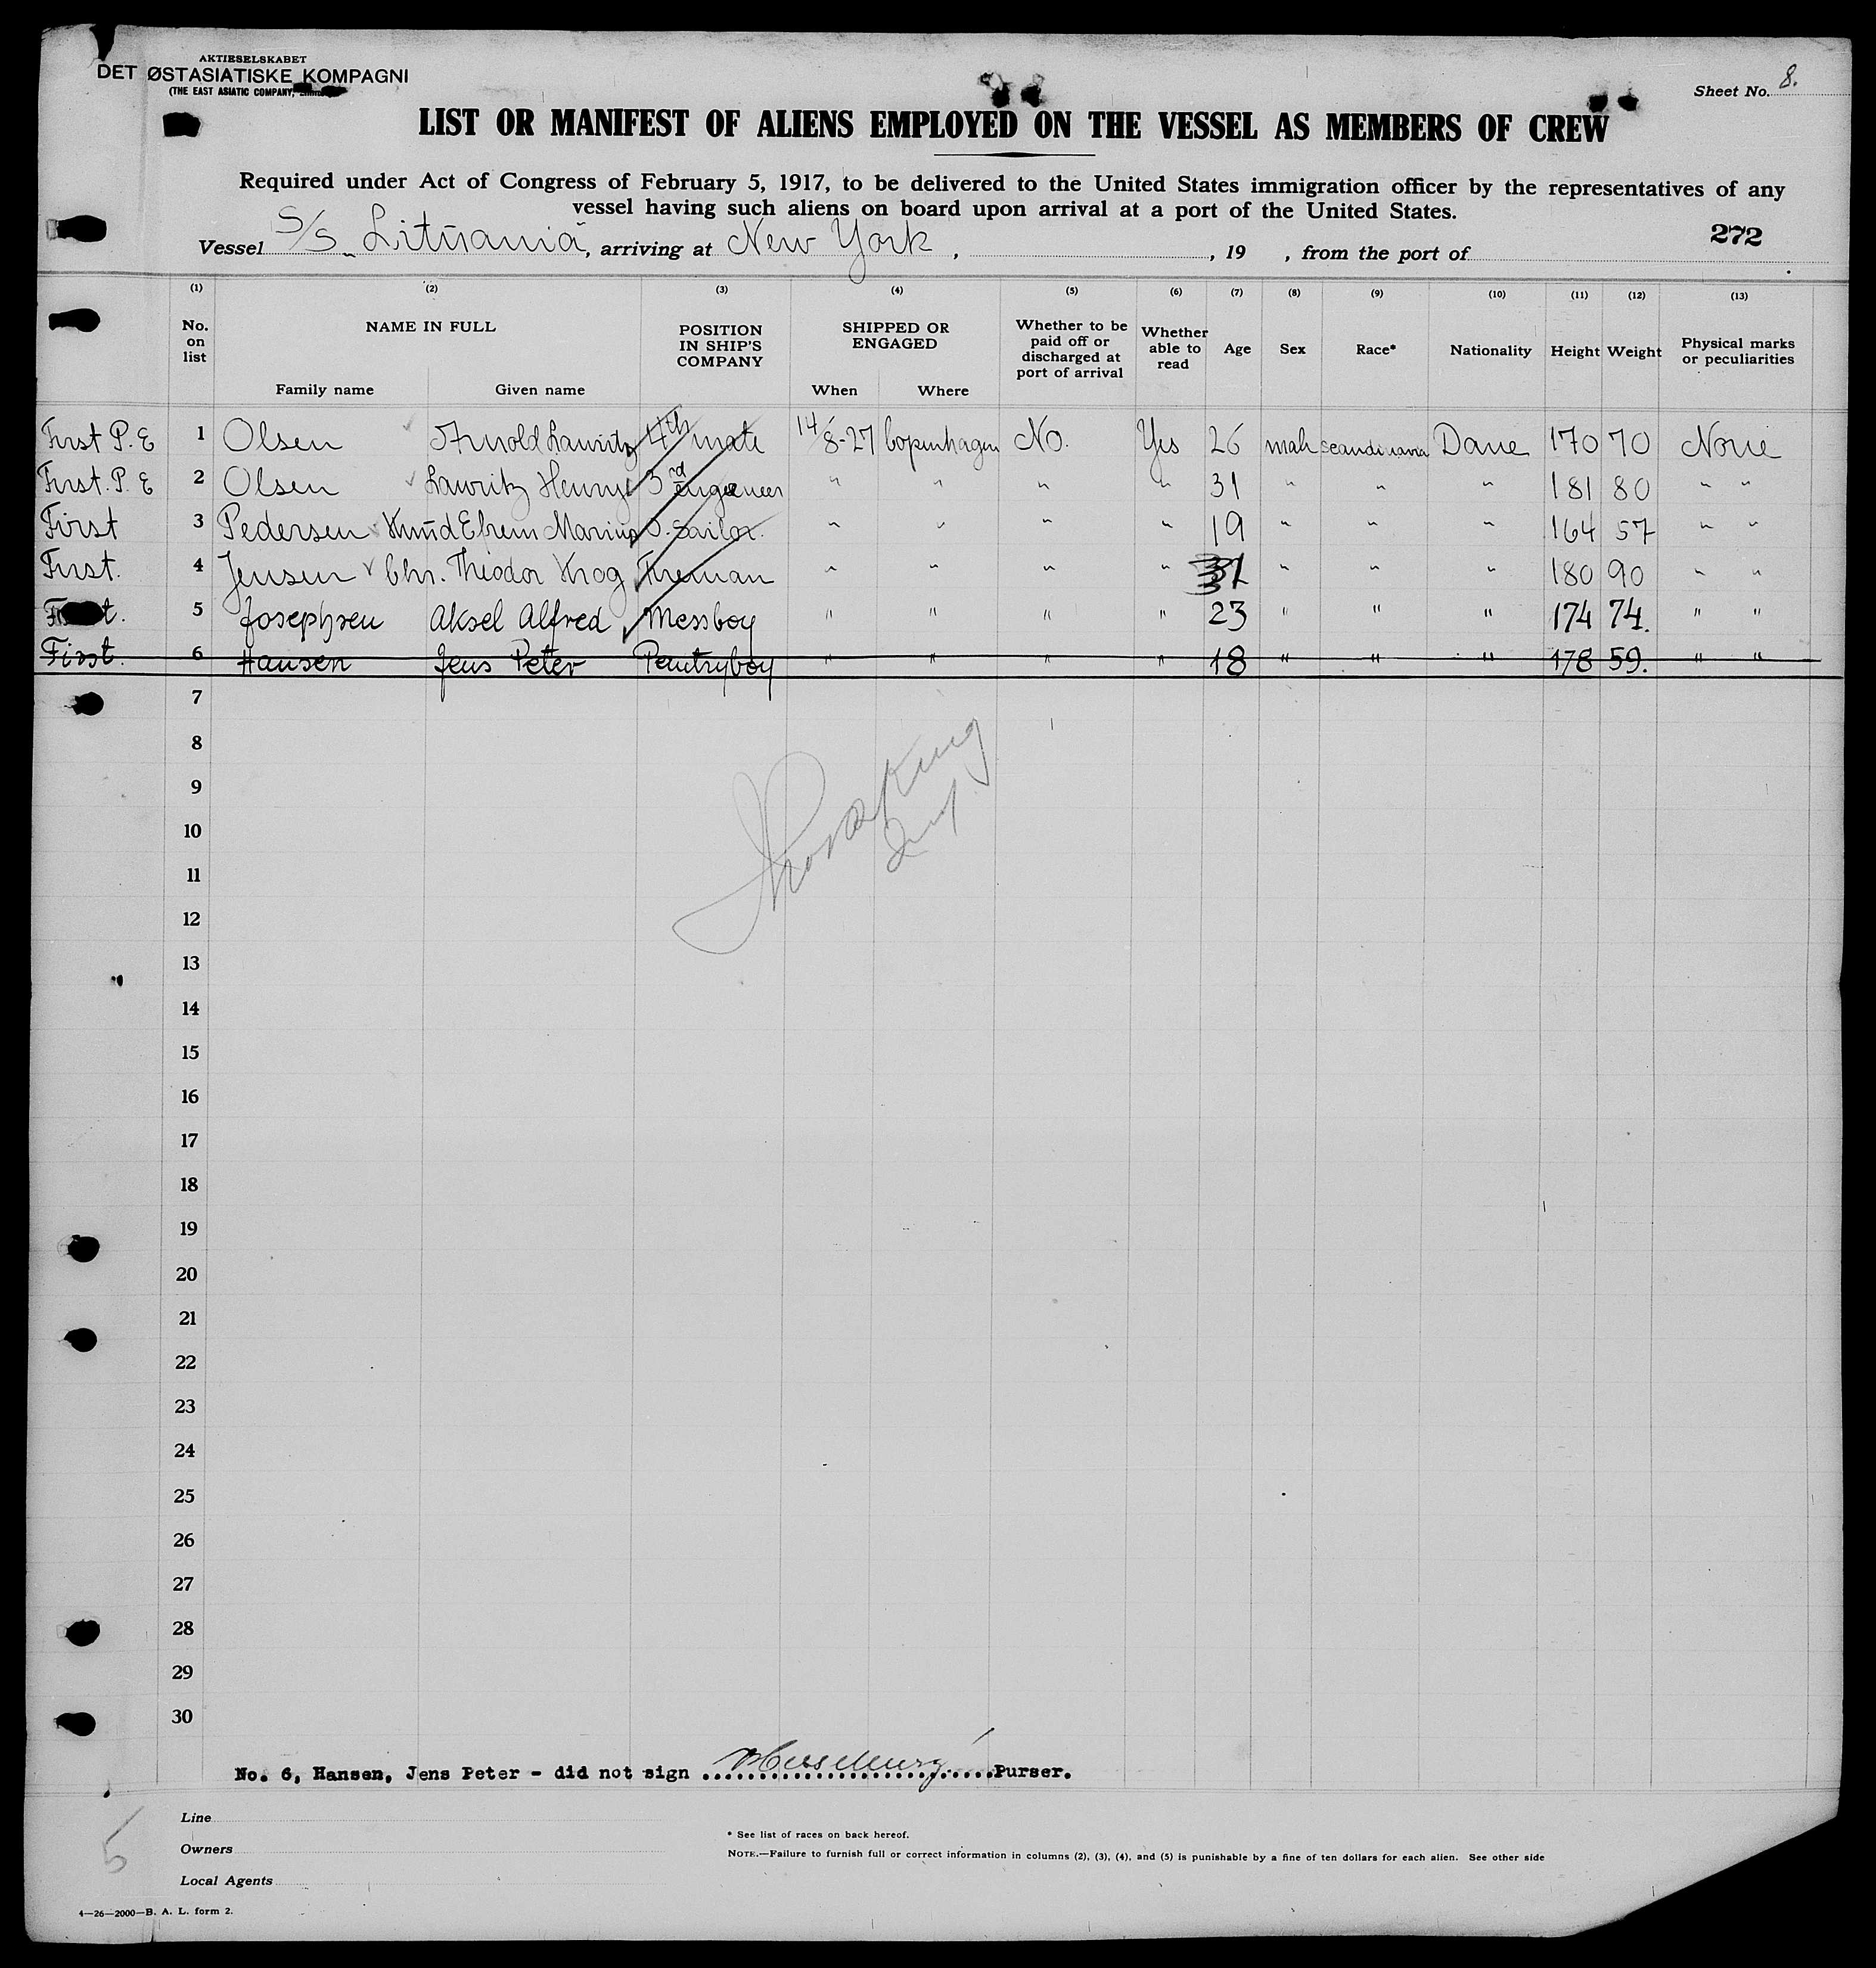 AKTIESELSKABET
DET ØSTASIATISKE KOMPAGNI
(THE EAST ASIATIC COMPANY,
Sheet No. 8.
LIST OR MANIFEST OF ALIENS EMPLOYED ON THE VESSEL AS MEMBERS OF CREW
Required under Act of Congress of February 5, 1917, to be delivered to the United States immigration officer by the representatives of any
vessel having such aliens on board upon arrival at a port of the United States.
272
Vessel S/S. Lituania, arriving at New York, , 19 , from the port of
(1) (2) (3) (4) (5) (6) (7) (8) (9) (10) (11) (12) (13)
No. on list NAME IN FULL Family name Given name POSITION IN SHIP'S COMPANY SHIPPED OR ENGAGED When Where Whether to be paid off or discharged at port of arrival Whether able to read Age Sex Race* Nationality Height Weight Physical marks or peculiarities
First P. E 1 Olsen Arnold Lauritz 4th mate 14/8-27 Copenhagen No. Yes 26 male Scandinavia Dane 170 70 None
First. P. E 2 Olsen Lauritz Henry 3rd engineer " " " " 31 " " " 181 80 " "
First 3 Pedersen Knud Efrem Marius O. Sailor. " " " " 19 " " " 164 57 " "
First. 4 Jensen Chr. Theodor Krog Fireman " " " " " " " 180 90 " "
First. 5 Josephsen Aksel Alfred Messboy " " " " 23 " " " 174 74. " "
First. 6 Hansen Jens Peter Pentryboy " " " " 18 " " " 178 59. " "
7
8
9
10
11
12
13
14
15
16
17
18
19
20
21
22
23
24
25
26
27
28
29
30
No. 6, Hansen, Jens Peter - did not sign ........................Purser.
5
Line
Owners
Local Agents
* See list of races on back hereof.
NOTE.—Failure to furnish full or correct information in columns (2), (3), (4), and (5) is punishable by a fine of ten dollars for each alien. See other side
4—26—2000—B. A. L. form 2.